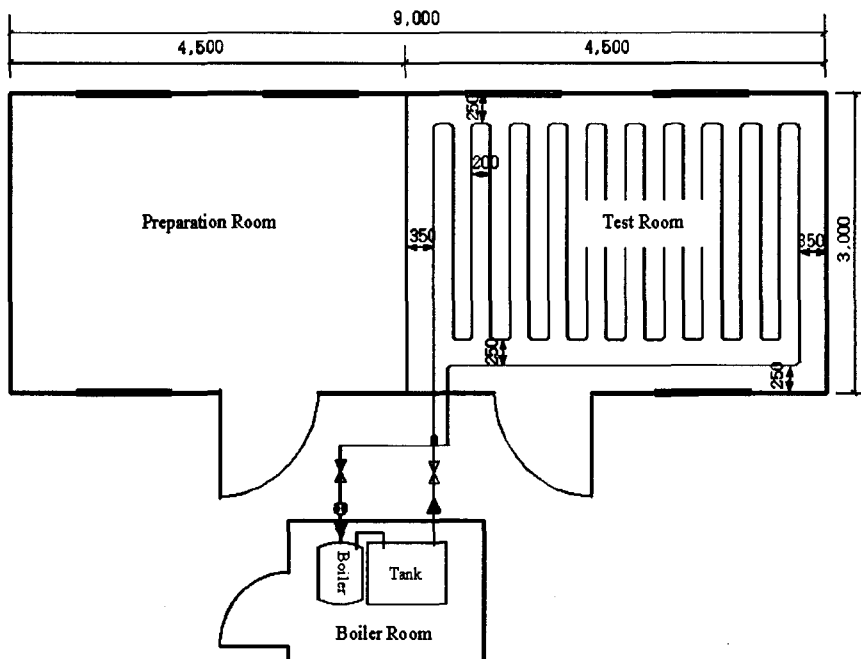 9,000
4,500
4,500
250
200
Preparation Room
Test Room
350
350
3,000
250
250
Boiler
Tank
Boiler Room